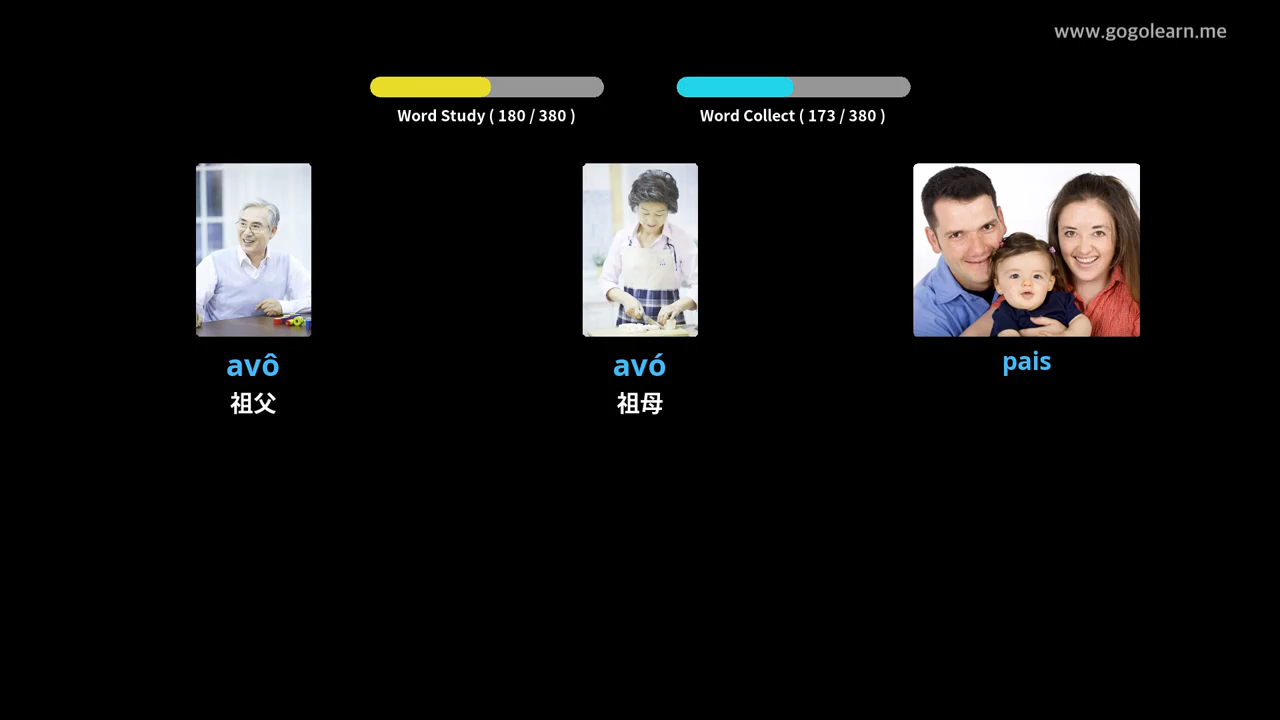 www.gogolearn.me
Word Study ( 180 / 380 )
Word Collect ( 173 / 380 )
avô
祖父
avó
祖母
pais